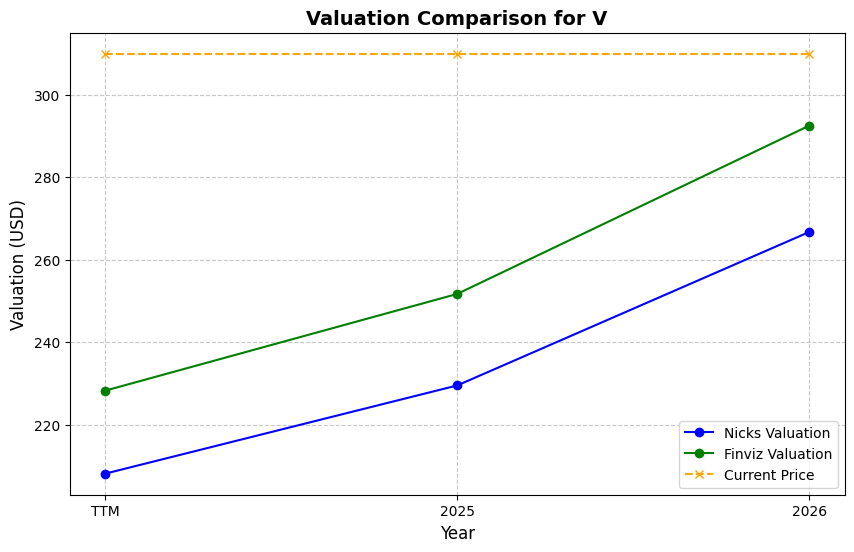 Valuation Comparison for V
Valuation (USD)
300
280
260
240
220
TTM
2025
2026
Year
Nicks Valuation
Finviz Valuation
Current Price